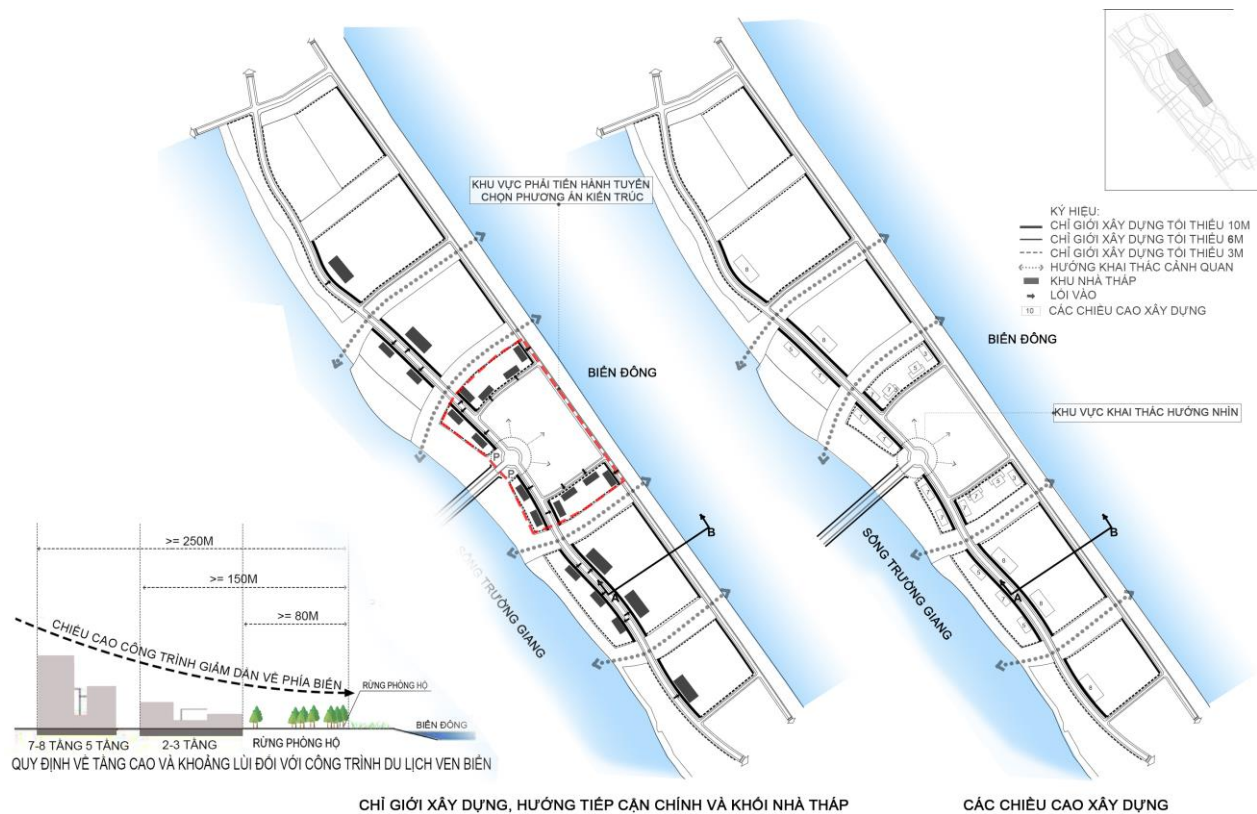 KHU VỰC PHẢI TIẾN HÀNH TUYỂN
CHỌN PHƯƠNG ÁN KIẾN TRÚC
KÝ HIỆU:
CHỈ GIỚI XÂY DỰNG TỐI THIỂU 10M
CHỈ GIỚI XÂY DỰNG TỐI THIỂU 6M
CHỈ GIỚI XÂY DỰNG TỐI THIỂU 3M
HƯỚNG KHAI THÁC CẢNH QUAN
KHU NHÀ THÁP
LỐI VÀO
10 CÁC CHIỀU CAO XÂY DỰNG
BIỂN ĐÔNG
BIỂN ĐÔNG
KHU VỰC KHAI THÁC HƯỚNG NHÌN
P
P
B
A
B
A
SÔNG TRƯỜNG GIANG
SÔNG TRƯỜNG GIANG
>= 250M
>= 150M
>= 80M
CHIỀU CAO CÔNG TRÌNH GIẢM DẦN VỀ PHÍA BIỂN
RỪNG PHÒNG HỘ
BIỂN ĐÔNG
7-8 TẦNG 5 TẦNG
2-3 TẦNG
RỪNG PHÒNG HỘ
QUY ĐỊNH VỀ TẦNG CAO VÀ KHOẢNG LÙI ĐỐI VỚI CÔNG TRÌNH DU LỊCH VEN BIỂN
CHỈ GIỚI XÂY DỰNG, HƯỚNG TIẾP CẬN CHÍNH VÀ KHỐI NHÀ THÁP
CÁC CHIỀU CAO XÂY DỰNG